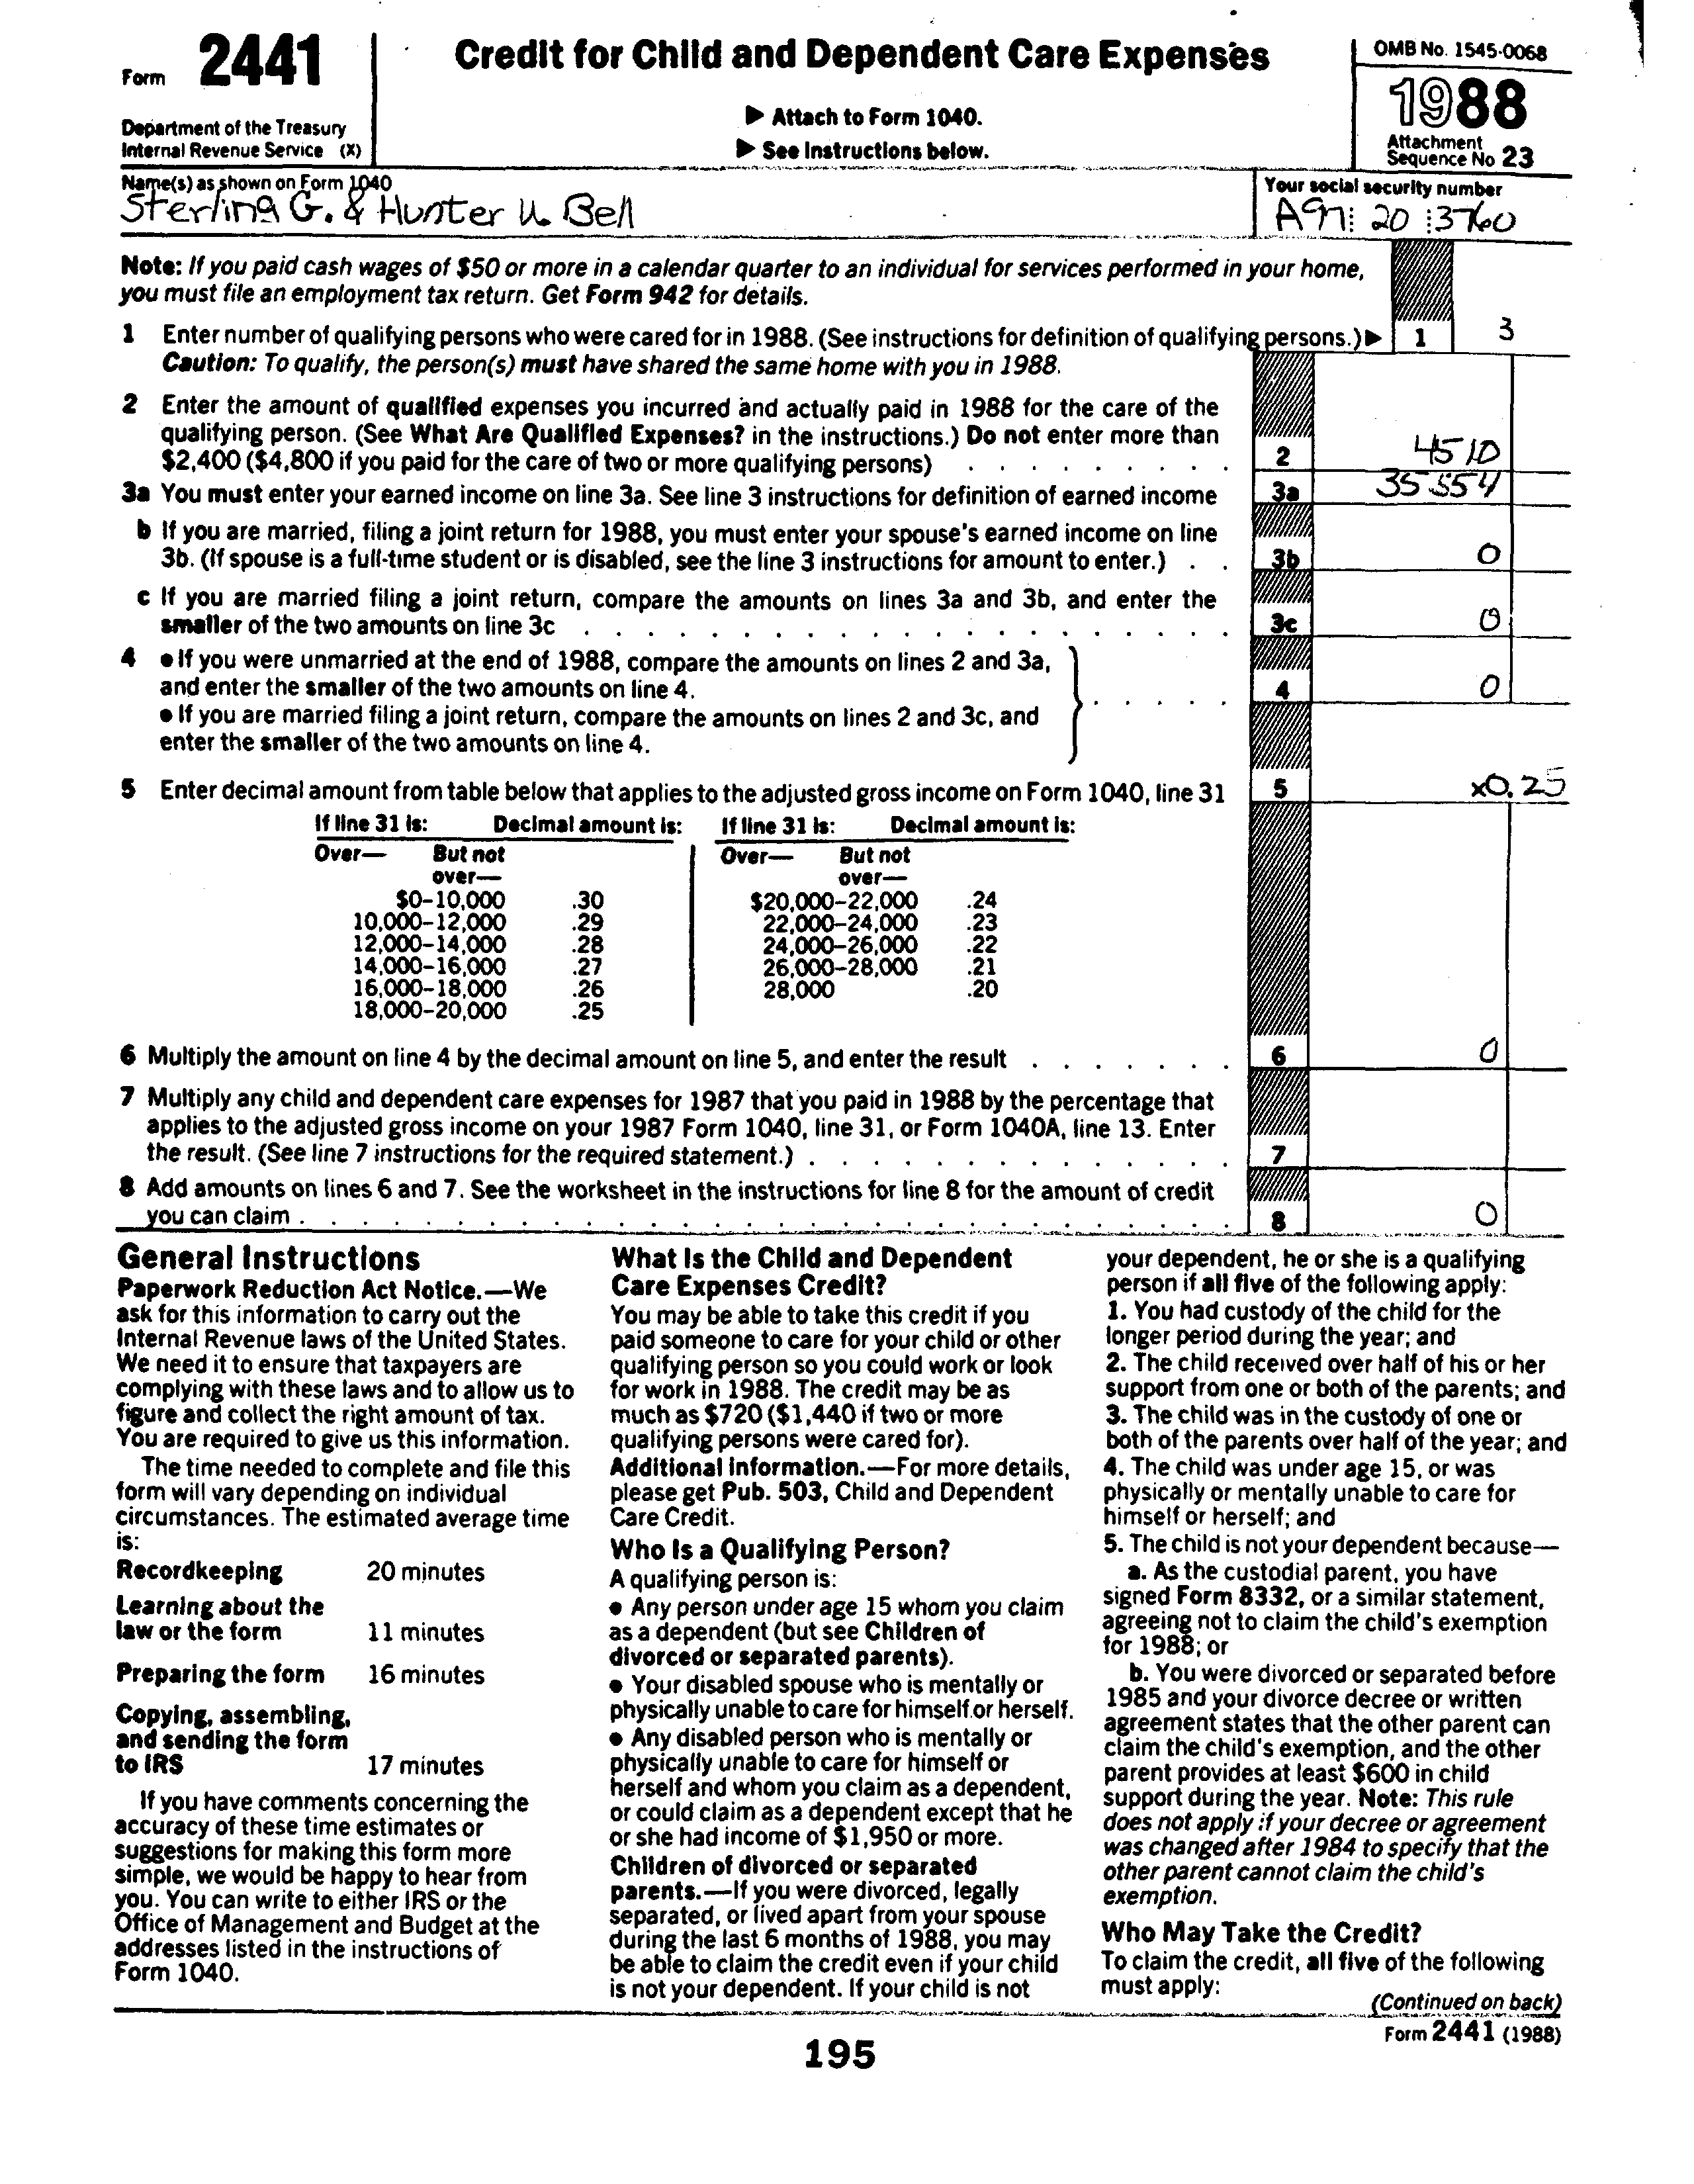 Form 2441
Department of the Treasury
Internal Revenue Service (X)
Credit for Child and Dependent Care Expenses
▶ Attach to Form 1040.
▶ See Instructions below.
OMB No. 1545-0068
1988
Attachment
Sequence No 23
Name(s) as shown on Form 1040
Sterling G. & Hunter U. Bell
Your social security number
20 3760
Note: If you paid cash wages of $50 or more in a calendar quarter to an individual for services performed in your home,
you must file an employment tax return. Get Form 942 for details.
1 Enter number of qualifying persons who were cared for in 1988. (See instructions for definition of qualifying persons.)▶ 1 3
Caution: To qualify, the person(s) must have shared the same home with you in 1988.
2 Enter the amount of qualified expenses you incurred and actually paid in 1988 for the care of the
qualifying person. (See What Are Qualified Expenses? in the instructions.) Do not enter more than
$2,400 ($4,800 if you paid for the care of two or more qualifying persons) . . . . . . . . . 2 4510
3a You must enter your earned income on line 3a. See line 3 instructions for definition of earned income 3a 35554
b If you are married, filing a joint return for 1988, you must enter your spouse's earned income on line
3b. (If spouse is a full-time student or is disabled, see the line 3 instructions for amount to enter.) . . 3b 0
c If you are married filing a joint return, compare the amounts on lines 3a and 3b, and enter the
smaller of the two amounts on line 3c . . . . . . . . . . . . . . . . . . . . . 3c 0
4 ● If you were unmarried at the end of 1988, compare the amounts on lines 2 and 3a,
and enter the smaller of the two amounts on line 4. . . . . . 4 0
● If you are married filing a joint return, compare the amounts on lines 2 and 3c, and
enter the smaller of the two amounts on line 4.
5 Enter decimal amount from table below that applies to the adjusted gross income on Form 1040, line 31 5 x0.25
If line 31 is: Decimal amount is: If line 31 is: Decimal amount is:
Over— But not Over— But not
over— over—
$0–10,000 .30 $20,000–22,000 .24
10,000–12,000 .29 22,000–24,000 .23
12,000–14,000 .28 24,000–26,000 .22
14,000–16,000 .27 26,000–28,000 .21
16,000–18,000 .26 28,000 .20
18,000–20,000 .25
6 Multiply the amount on line 4 by the decimal amount on line 5, and enter the result . . . . . . . 6 0
7 Multiply any child and dependent care expenses for 1987 that you paid in 1988 by the percentage that
applies to the adjusted gross income on your 1987 Form 1040, line 31, or Form 1040A, line 13. Enter
the result. (See line 7 instructions for the required statement.) . . . . . . . . . . . . . . 7
8 Add amounts on lines 6 and 7. See the worksheet in the instructions for line 8 for the amount of credit
you can claim . . . . . . . . . . . . . . . . . . . . . . . . . . . . . . 8 0
General Instructions
Paperwork Reduction Act Notice.—We
ask for this information to carry out the
Internal Revenue laws of the United States.
We need it to ensure that taxpayers are
complying with these laws and to allow us to
figure and collect the right amount of tax.
You are required to give us this information.
The time needed to complete and file this
form will vary depending on individual
circumstances. The estimated average time
is:
Recordkeeping 20 minutes
Learning about the
law or the form 11 minutes
Preparing the form 16 minutes
Copying, assembling,
and sending the form
to IRS 17 minutes
If you have comments concerning the
accuracy of these time estimates or
suggestions for making this form more
simple, we would be happy to hear from
you. You can write to either IRS or the
Office of Management and Budget at the
addresses listed in the instructions of
Form 1040.
What Is the Child and Dependent
Care Expenses Credit?
You may be able to take this credit if you
paid someone to care for your child or other
qualifying person so you could work or look
for work in 1988. The credit may be as
much as $720 ($1,440 if two or more
qualifying persons were cared for).
Additional Information.—For more details,
please get Pub. 503, Child and Dependent
Care Credit.
Who Is a Qualifying Person?
A qualifying person is:
● Any person under age 15 whom you claim
as a dependent (but see Children of
divorced or separated parents).
● Your disabled spouse who is mentally or
physically unable to care for himself or herself.
● Any disabled person who is mentally or
physically unable to care for himself or
herself and whom you claim as a dependent,
or could claim as a dependent except that he
or she had income of $1,950 or more.
Children of divorced or separated
parents.—If you were divorced, legally
separated, or lived apart from your spouse
during the last 6 months of 1988, you may
be able to claim the credit even if your child
is not your dependent. If your child is not
your dependent, he or she is a qualifying
person if all five of the following apply:
1. You had custody of the child for the
longer period during the year; and
2. The child received over half of his or her
support from one or both of the parents; and
3. The child was in the custody of one or
both of the parents over half of the year; and
4. The child was under age 15, or was
physically or mentally unable to care for
himself or herself; and
5. The child is not your dependent because—
a. As the custodial parent, you have
signed Form 8332, or a similar statement,
agreeing not to claim the child's exemption
for 1988; or
b. You were divorced or separated before
1985 and your divorce decree or written
agreement states that the other parent can
claim the child's exemption, and the other
parent provides at least $600 in child
support during the year. Note: This rule
does not apply if your decree or agreement
was changed after 1984 to specify that the
other parent cannot claim the child's
exemption.
Who May Take the Credit?
To claim the credit, all five of the following
must apply:
(Continued on back)
Form 2441 (1988)
195